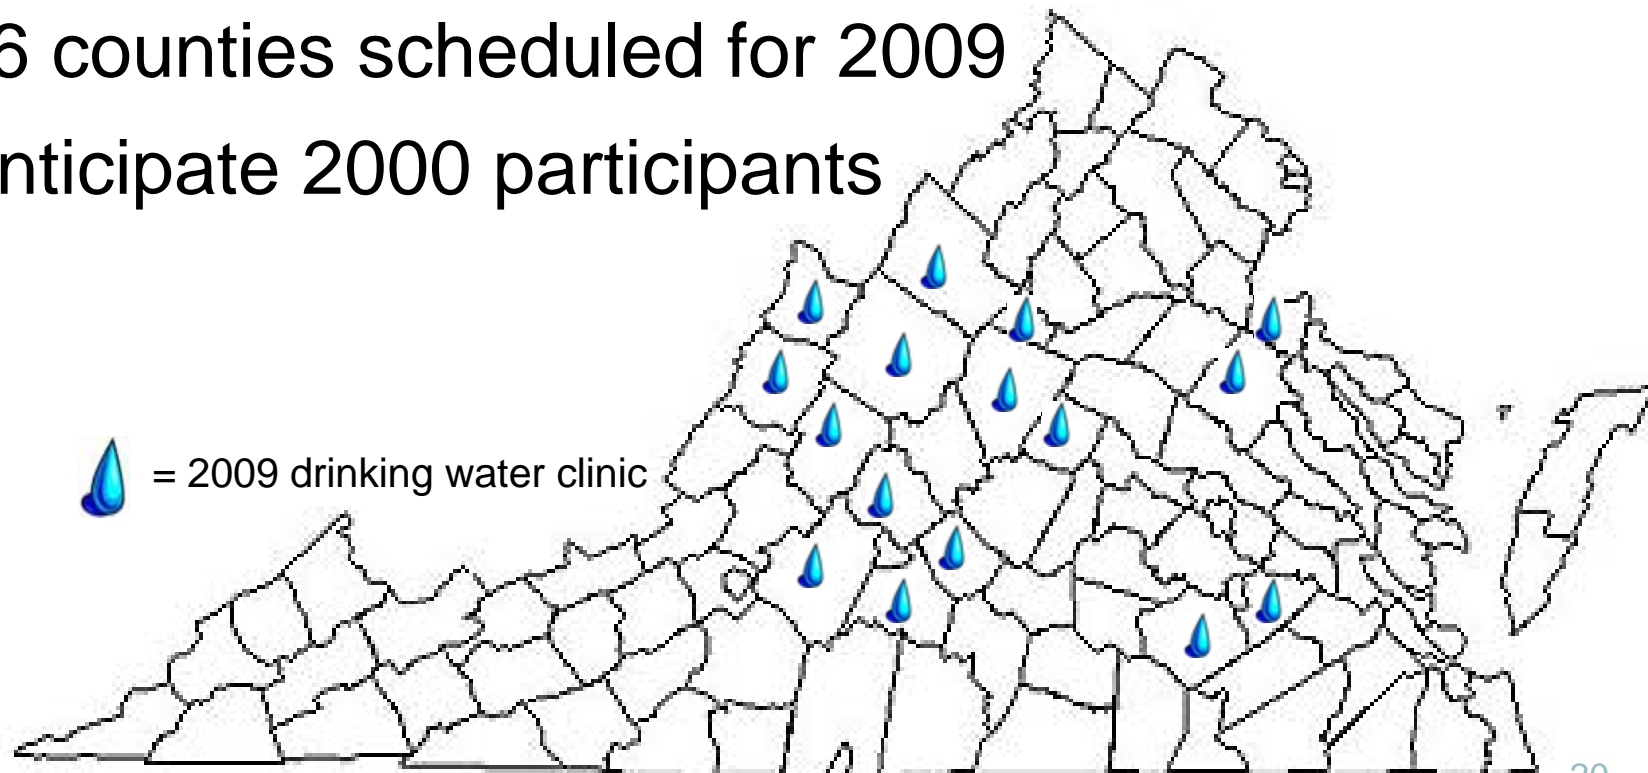 6 counties scheduled for 2009
nticipate 2000 participants
= 2009 drinking water clinic